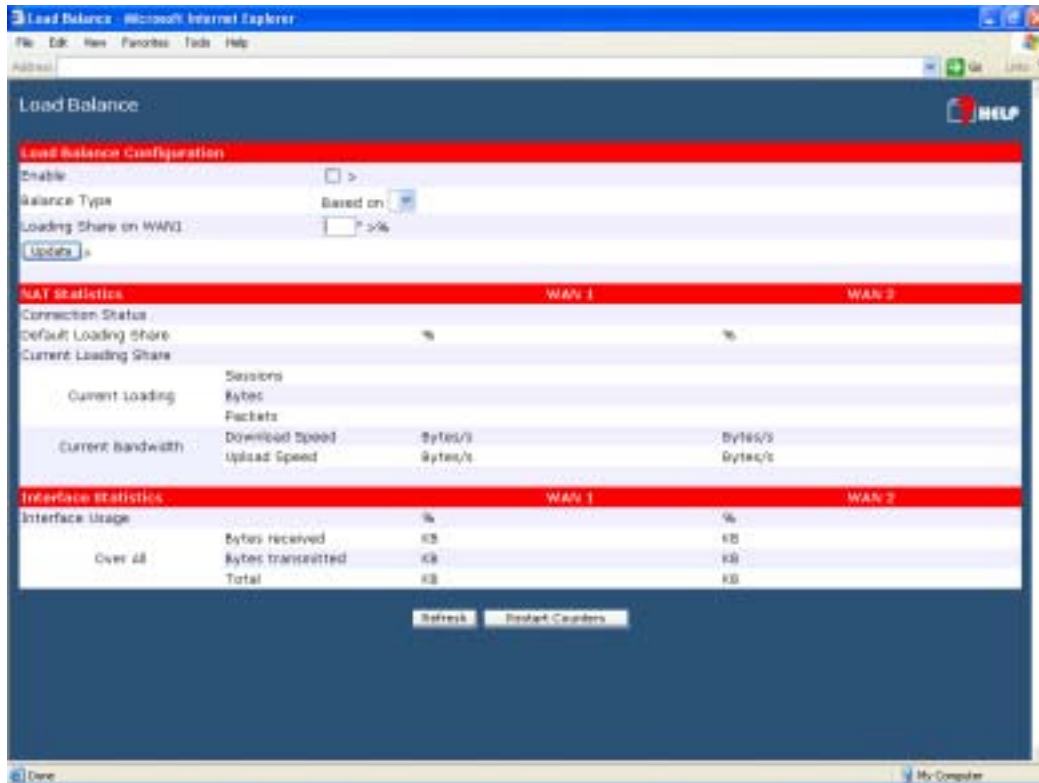 Load Balance - Microsoft Internet Explorer
File Edit View Favorites Tools Help
Address Go Links
Load Balance HELP
Load Balance Configuration
Enable >
Balance Type Based on
Loading Share on WAN1 * >%
Update >
NAT Statistics WAN 1 WAN 2
Connection Status
Default Loading Share % %
Current Loading Share
Current Loading Sessions
Bytes
Packets
Current Bandwidth Download Speed Bytes/s Bytes/s
Upload Speed Bytes/s Bytes/s
Interface Statistics WAN 1 WAN 2
Interface Usage % %
Over All Bytes received KB KB
Bytes transmitted KB KB
Total KB KB
Refresh Restart Counters
Done My Computer